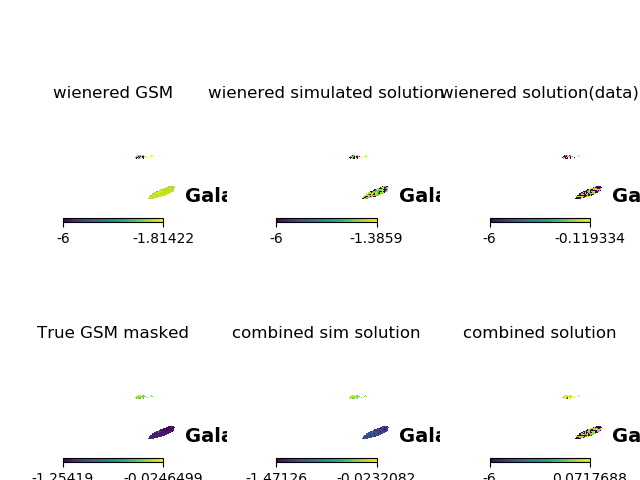 wienered GSM wienered simulated solution wienered solution(data)
Gala Gala Ga
-6 -1.81422 -6 -1.3859 -6 -0.119334
True GSM masked combined sim solution combined solution
Gala Gala Ga
-1.25419 -0.0246499 -1.47126 -0.0232082 -6 0.0717688